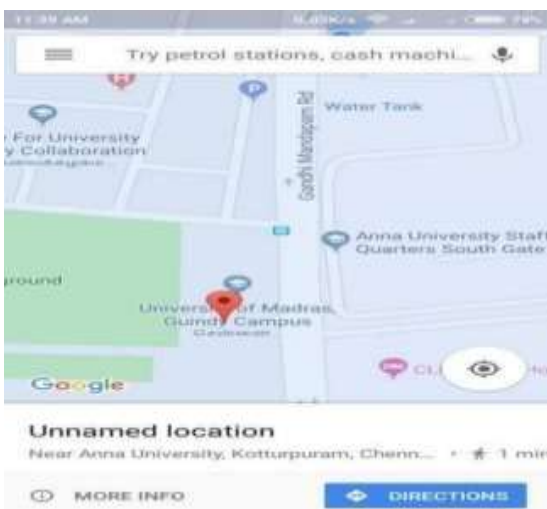 11:39 AM
Try petrol stations, cash machi...
Water Tank
For University
y Collaboration
Gandhi Mandapam Rd
Anna University Staff
Quarters South Gate
ground
University of Madras,
Guindy Campus
Google
Unnamed location
Near Anna University, Kotturpuram, Chenn... · 1 min
MORE INFO
DIRECTIONS